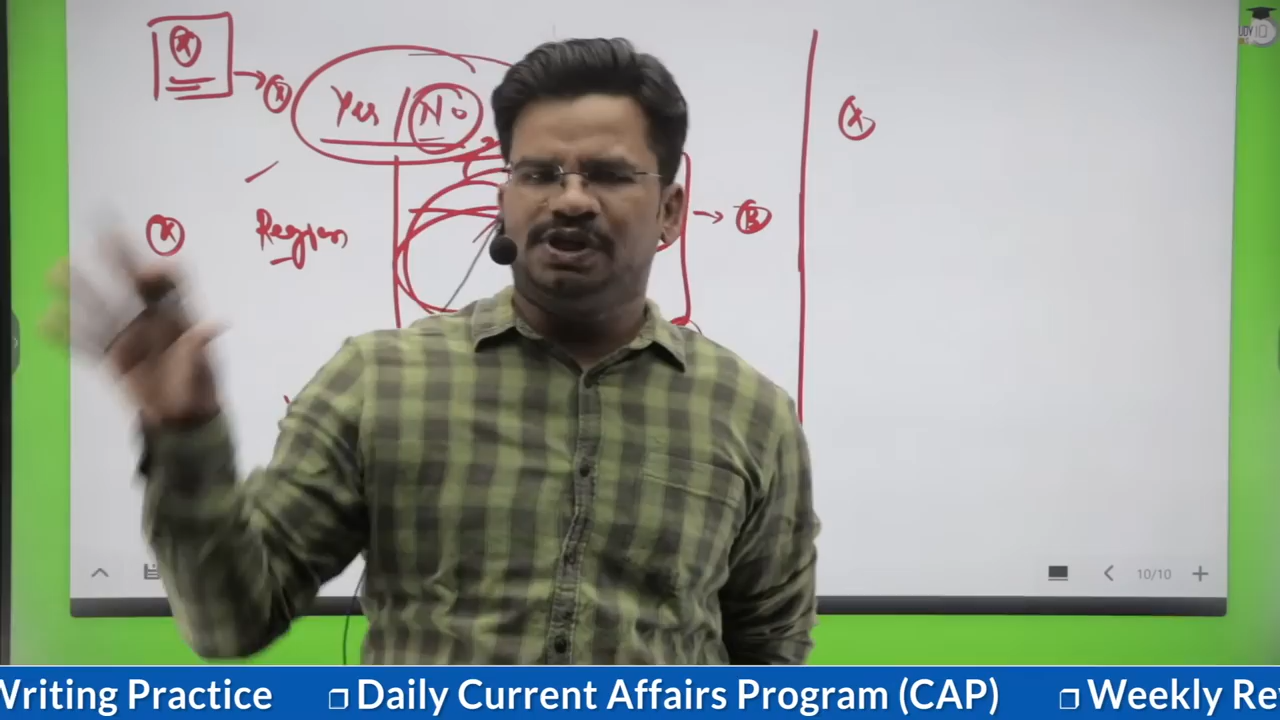 Yes No
Region
B
10/10
Writing Practice
Daily Current Affairs Program (CAP)
Weekly Re